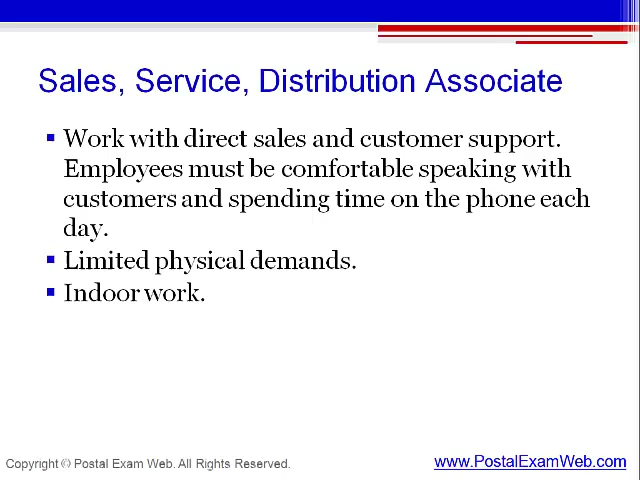 Sales, Service, Distribution Associate
▪ Work with direct sales and customer support.
Employees must be comfortable speaking with
customers and spending time on the phone each
day.
▪ Limited physical demands.
▪ Indoor work.
Copyright © Postal Exam Web. All Rights Reserved.
www.PostalExamWeb.com